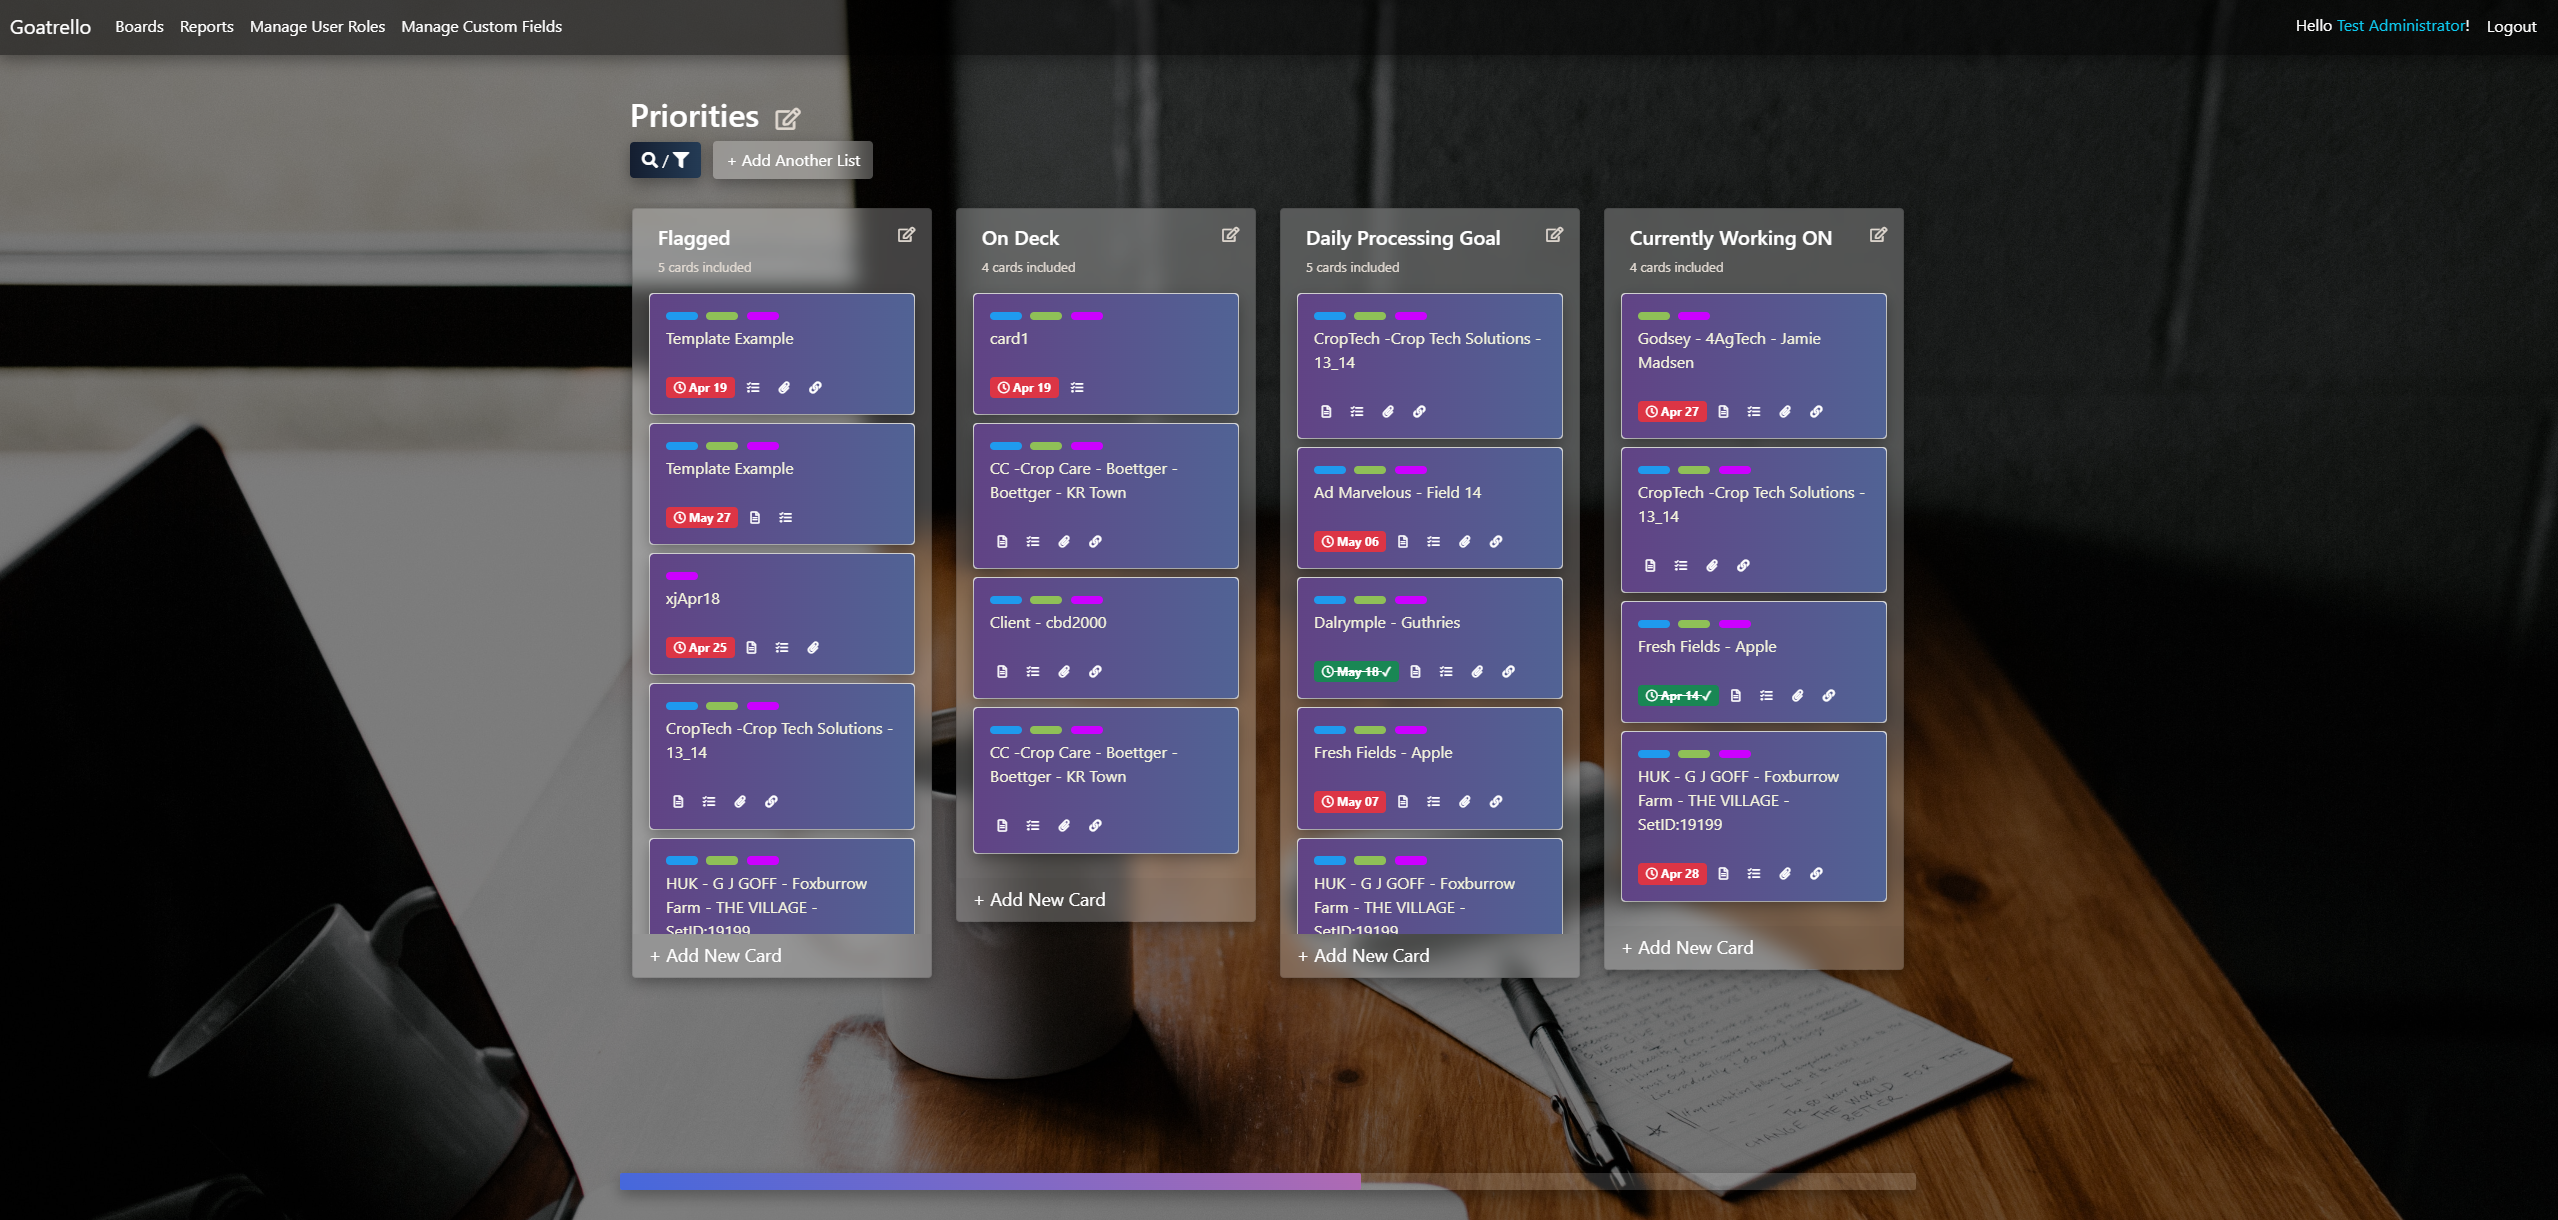 Goatrello Boards Reports Manage User Roles Manage Custom Fields Hello Test Administrator! Logout
Priorities
/ + Add Another List
Flagged
5 cards included
Template Example
Apr 19
Template Example
May 27
xjApr18
Apr 25
CropTech -Crop Tech Solutions -
13_14
HUK - G J GOFF - Foxburrow
Farm - THE VILLAGE -
SetID:19199
+ Add New Card
On Deck
4 cards included
card1
Apr 19
CC -Crop Care - Boettger -
Boettger - KR Town
Client - cbd2000
CC -Crop Care - Boettger -
Boettger - KR Town
+ Add New Card
Daily Processing Goal
5 cards included
CropTech -Crop Tech Solutions -
13_14
Ad Marvelous - Field 14
May 06
Dalrymple - Guthries
May 18 ✓
Fresh Fields - Apple
May 07
HUK - G J GOFF - Foxburrow
Farm - THE VILLAGE -
SetID:19199
+ Add New Card
Currently Working ON
4 cards included
Godsey - 4AgTech - Jamie
Madsen
Apr 27
CropTech -Crop Tech Solutions -
13_14
Fresh Fields - Apple
Apr 14 ✓
HUK - G J GOFF - Foxburrow
Farm - THE VILLAGE -
SetID:19199
Apr 28
+ Add New Card
CHANGE THE WORLD FOR THE
BETTER.